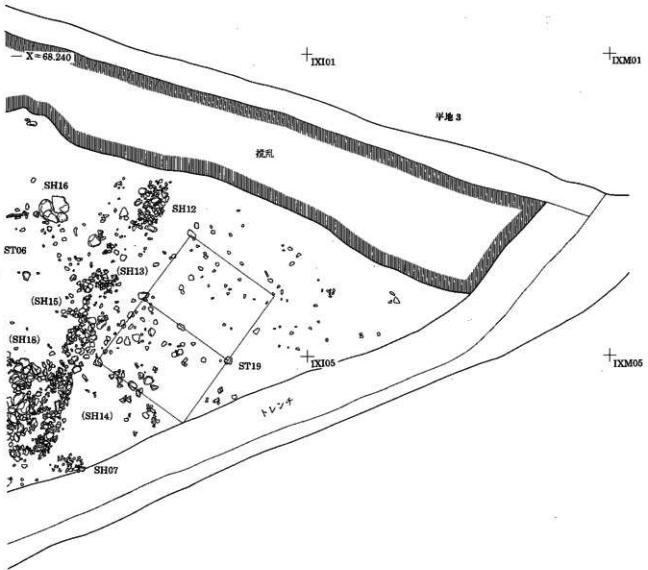 IXI01
IXM01
X=68.240
平地3
撹乱
SH16
SH12
ST06
(SH13)
(SH15)
(SH18)
ST19
IXI05
IXM05
トレンチ
(SH14)
SH07